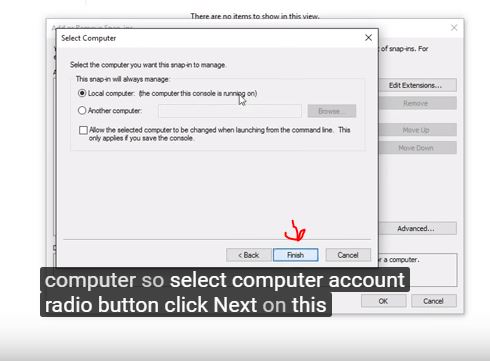 There are no items to show in this view.
Add or Remove Snap-ins
Select Computer
of snap-ins. For
Select the computer you want this snap-in to manage.
This snap-in will always manage:
Local computer: (the computer this console is running on)
Another computer:
Browse...
Allow the selected computer to be changed when launching from the command line. This
only applies if you save the console.
Edit Extensions...
Remove
Move Up
Move Down
Advanced...
< Back
Finish
Cancel
r a computer.
OK
Cancel
computer so select computer account
radio button click Next on this